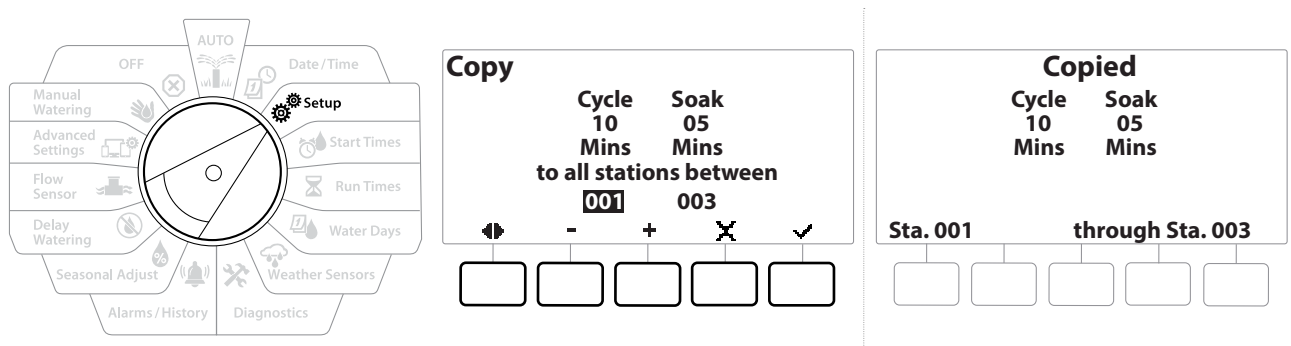 AUTO
OFF
Date/Time
Manual
Watering
Setup
Advanced
Settings
Start Times
Flow
Sensor
Run Times
Delay
Watering
Water Days
Seasonal Adjust
Weather Sensors
Alarms/History
Diagnostics
Copy
Cycle Soak
10 05
Mins Mins
to all stations between
001 003
- +
Copied
Cycle Soak
10 05
Mins Mins
Sta. 001 through Sta. 003